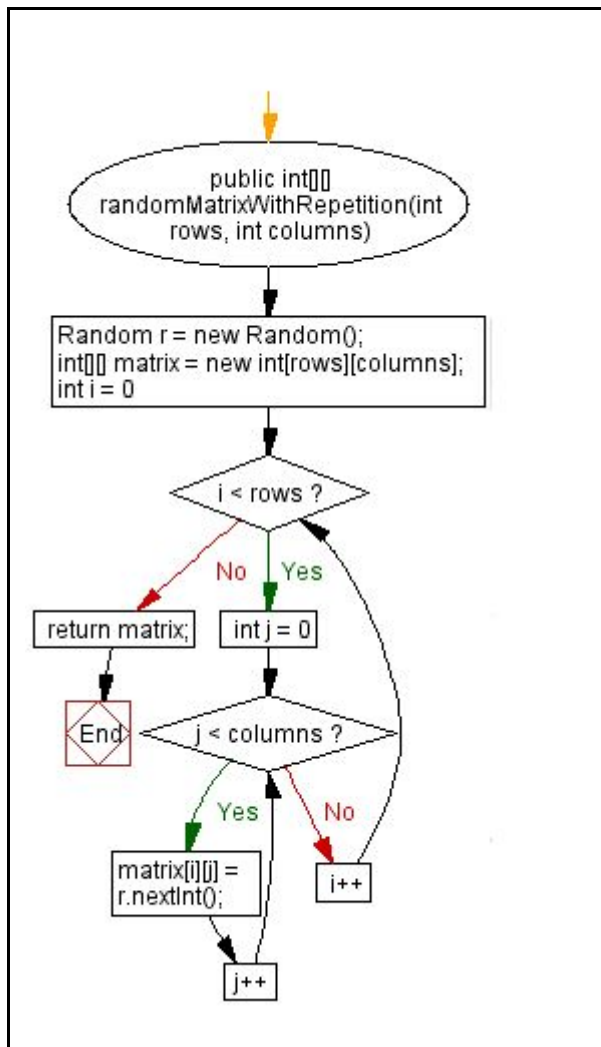 public int[][]
randomMatrixWithRepetition(int
rows, int columns)
Random r = new Random();
int[][] matrix = new int[rows][columns];
int i = 0
i < rows ?
No
Yes
return matrix;
int j = 0
End
j < columns ?
Yes
No
matrix[i][j] =
r.nextInt();
i++
j++